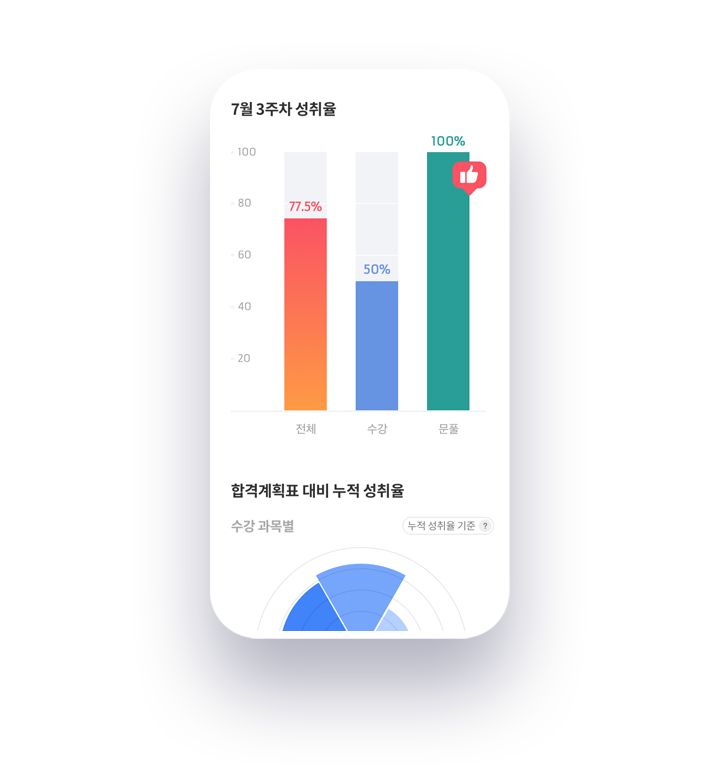 7월 3주차 성취율
100%
100
80
77.5%
60
50%
40
20
전체 수강 문풀
합격계획표 대비 누적 성취율
수강 과목별
누적 성취율 기준 ?